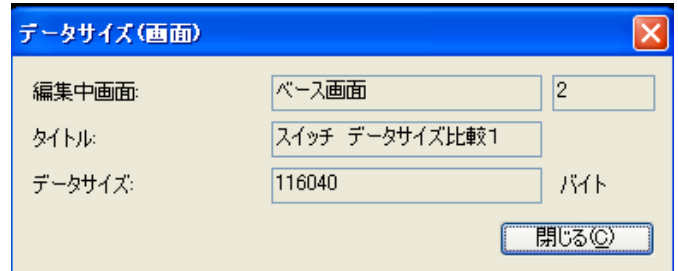 データサイズ(画面)
編集中画面: ベース画面 2
タイトル: スイッチ データサイズ比較1
データサイズ: 116040 バイト
閉じる(C)